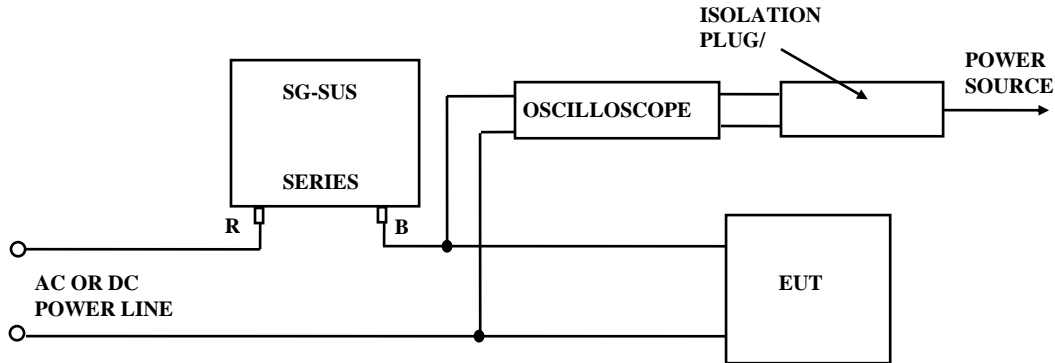 ISOLATION
PLUG/
POWER
SOURCE
SG-SUS
OSCILLOSCOPE
SERIES
R
B
AC OR DC
POWER LINE
EUT